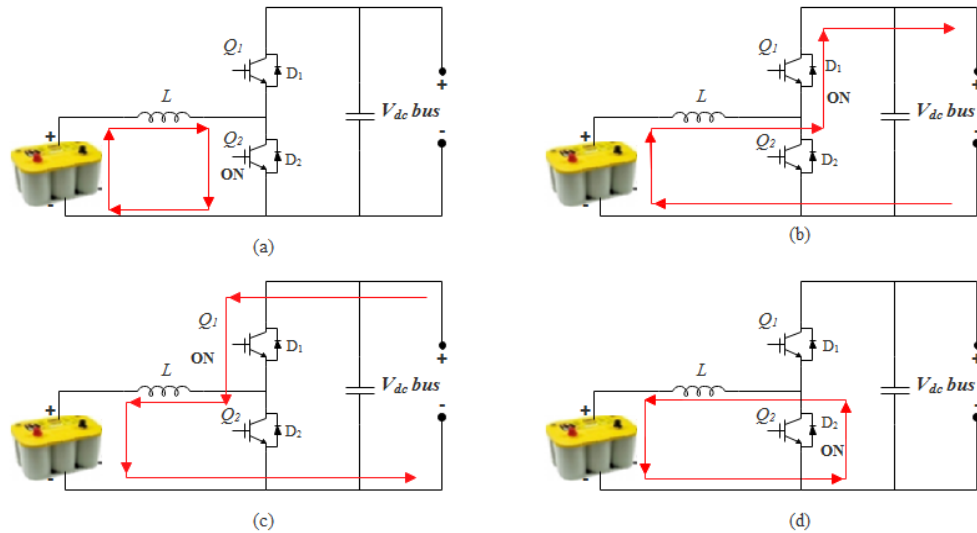 Q1
D1
L
+
Vdc bus
+
-
Q2
ON
D2
-
(a)
Q1
D1
ON
L
+
Vdc bus
+
-
Q2
D2
-
(b)
Q1
ON
D1
L
+
Vdc bus
+
-
Q2
D2
-
(c)
Q1
D1
L
+
Vdc bus
+
-
Q2
D2
ON
-
(d)